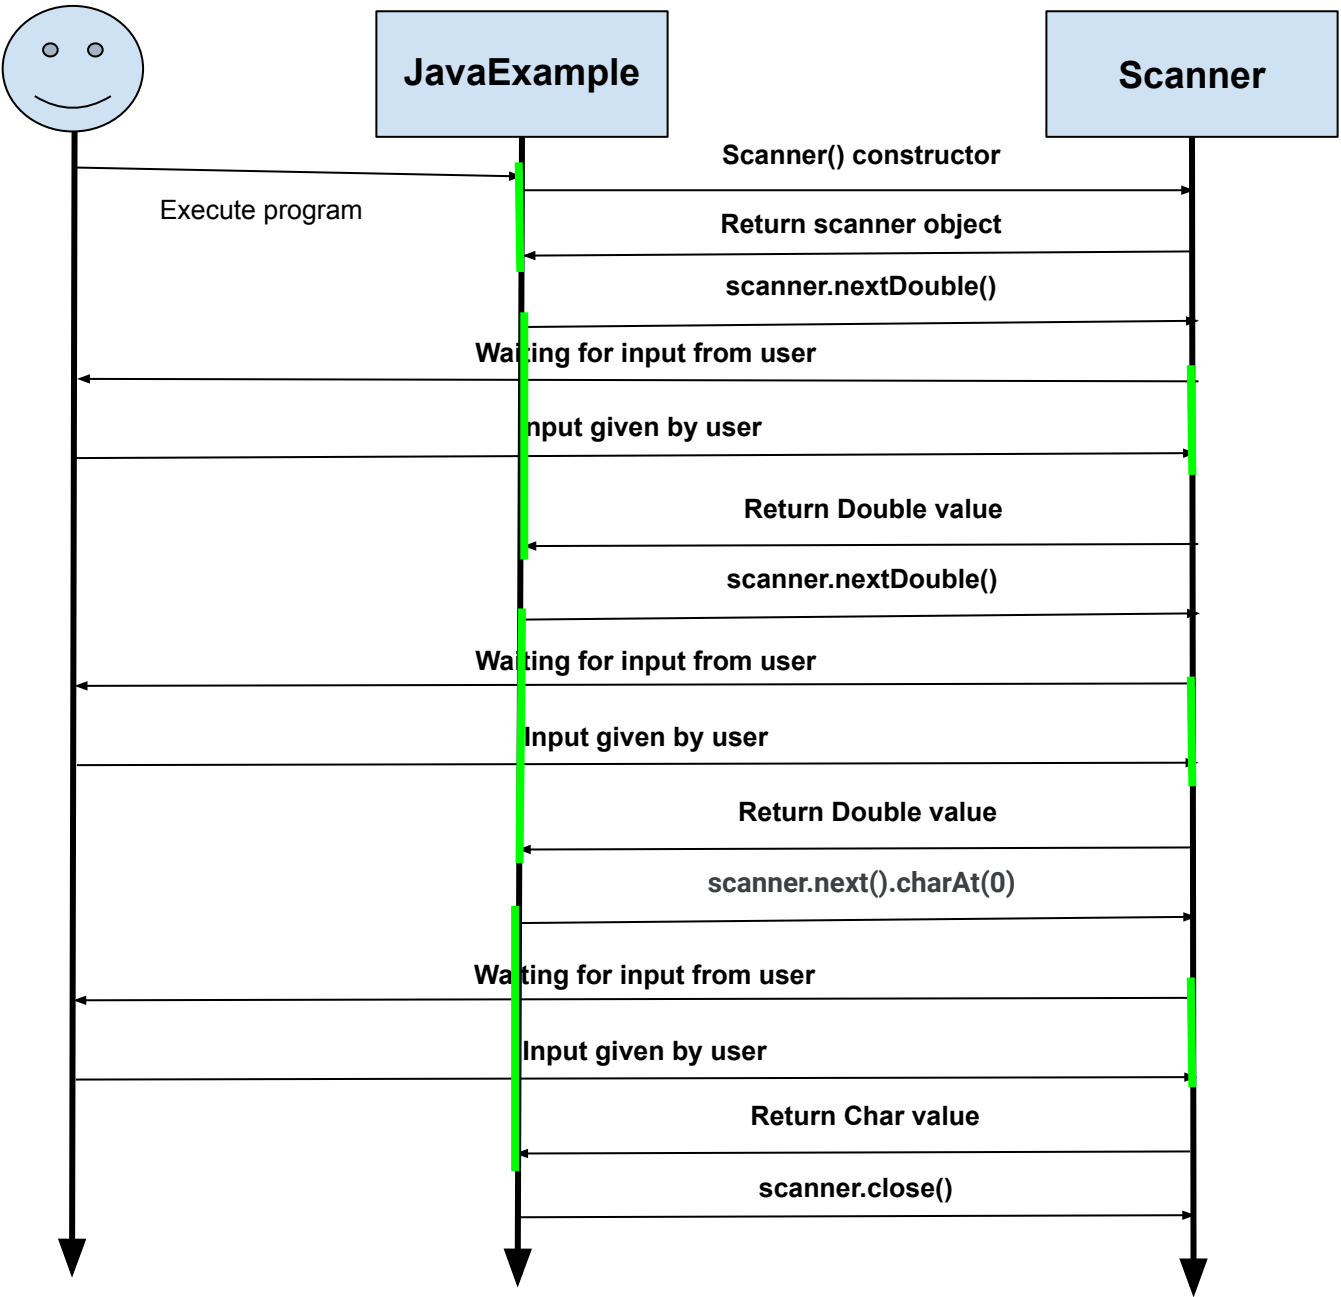 JavaExample
Scanner
Scanner() constructor
Execute program
Return scanner object
scanner.nextDouble()
Waiting for input from user
Input given by user
Return Double value
scanner.nextDouble()
Waiting for input from user
Input given by user
Return Double value
scanner.next().charAt(0)
Waiting for input from user
Input given by user
Return Char value
scanner.close()